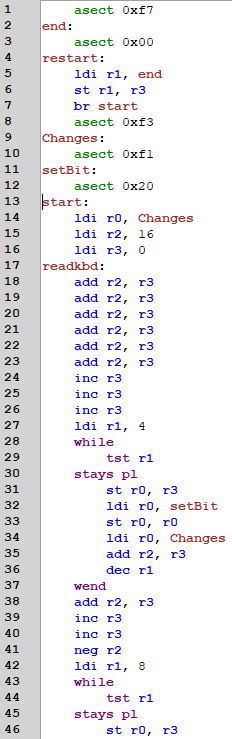 1 asect 0xf7
2 end:
3 asect 0x00
4 restart:
5 ldi r1, end
6 st r1, r3
7 br start
8 asect 0xf3
9 Changes:
10 asect 0xf1
11 setBit:
12 asect 0x20
13 start:
14 ldi r0, Changes
15 ldi r2, 16
16 ldi r3, 0
17 readkbd:
18 add r2, r3
19 add r2, r3
20 add r2, r3
21 add r2, r3
22 add r2, r3
23 add r2, r3
24 inc r3
25 inc r3
26 inc r3
27 ldi r1, 4
28 while
29 tst r1
30 stays pl
31 st r0, r3
32 ldi r0, setBit
33 st r0, r0
34 ldi r0, Changes
35 add r2, r3
36 dec r1
37 wend
38 add r2, r3
39 inc r3
40 inc r3
41 neg r2
42 ldi r1, 8
43 while
44 tst r1
45 stays pl
46 st r0, r3